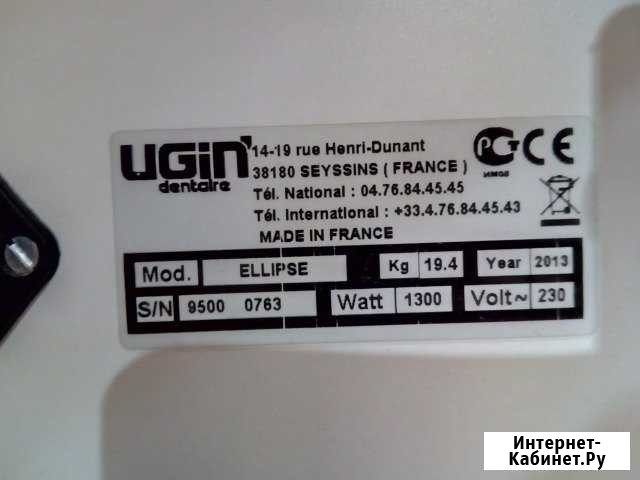 UGIN'
dentaire
14-19 rue Henri-Dunant
38180 SEYSSINS ( FRANCE )
Tél. National : 04.76.84.45.45
Tél. International : +33.4.76.84.45.43
MADE IN FRANCE
РСТ CE
Mod. ELLIPSE Kg 19.4 Year 2013
S/N 9500 0763 Watt 1300 Volt~ 230
Интернет-
Кабинет.Ру